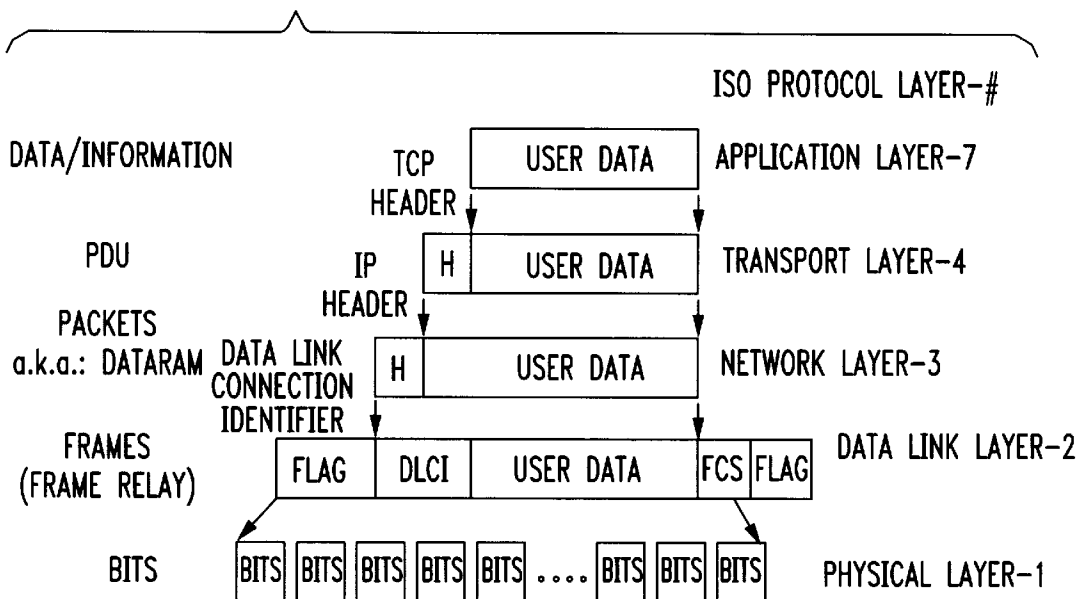 ISO PROTOCOL LAYER-#
DATA/INFORMATION
TCP
HEADER
USER DATA
APPLICATION LAYER-7
PDU
IP
HEADER
H
USER DATA
TRANSPORT LAYER-4
PACKETS
a.k.a.: DATARAM
DATA LINK
CONNECTION
IDENTIFIER
H
USER DATA
NETWORK LAYER-3
FRAMES
(FRAME RELAY)
FLAG
DLCI
USER DATA
FCS
FLAG
DATA LINK LAYER-2
BITS
BITS
BITS
BITS
BITS
BITS
....
BITS
BITS
BITS
PHYSICAL LAYER-1